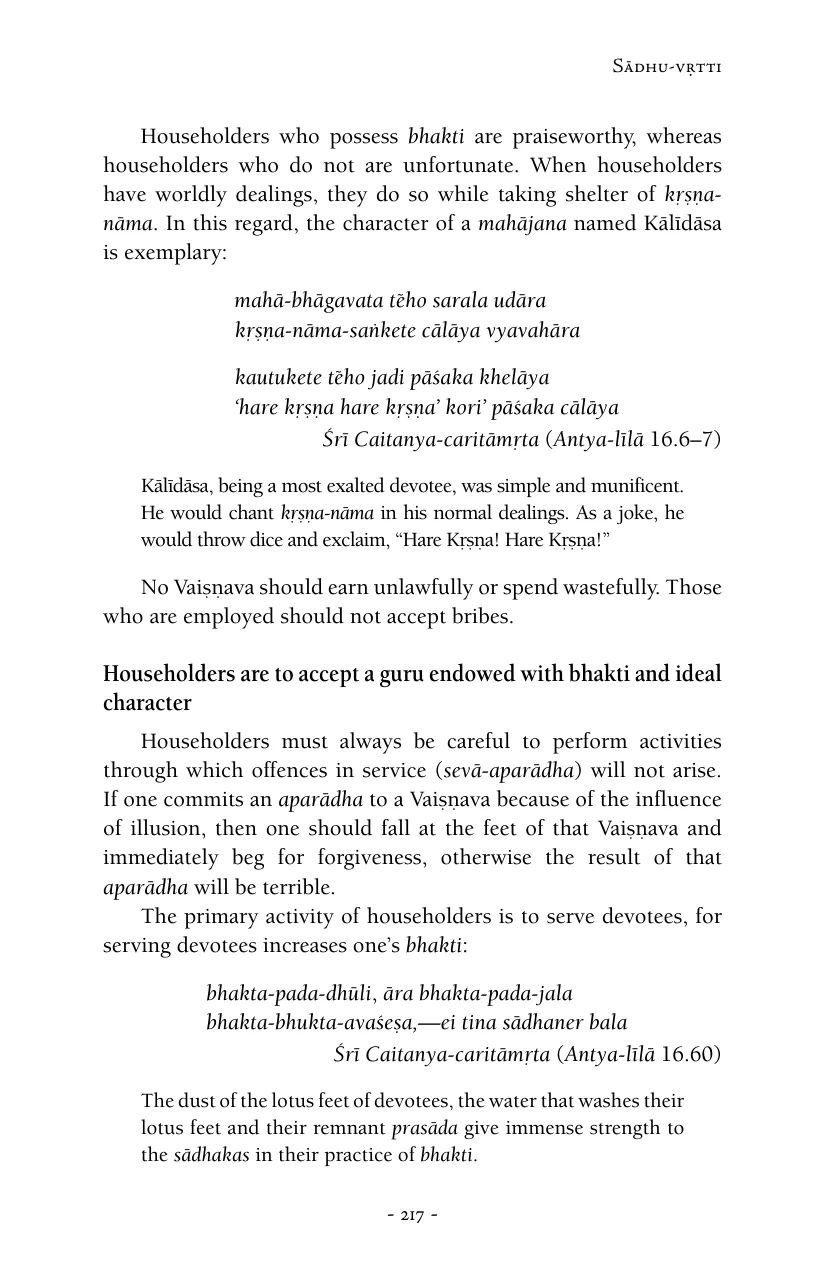 Sādhu-vṛtti
Householders who possess bhakti are praiseworthy, whereas
householders who do not are unfortunate. When householders
have worldly dealings, they do so while taking shelter of kṛṣṇa-
nāma. In this regard, the character of a mahājana named Kālīdāsa
is exemplary:
mahā-bhāgavata tẽho sarala udāra
kṛṣṇa-nāma-saṅkete cālāya vyavahāra
kautukete tẽho jadi pāśaka khelāya
‘hare kṛṣṇa hare kṛṣṇa’ kori’ pāśaka cālāya
Śrī Caitanya-caritāmṛta (Antya-līlā 16.6–7)
Kālīdāsa, being a most exalted devotee, was simple and munificent.
He would chant kṛṣṇa-nāma in his normal dealings. As a joke, he
would throw dice and exclaim, “Hare Kṛṣṇa! Hare Kṛṣṇa!”
No Vaiṣṇava should earn unlawfully or spend wastefully. Those
who are employed should not accept bribes.
Householders are to accept a guru endowed with bhakti and ideal
character
Householders must always be careful to perform activities
through which offences in service (sevā-aparādha) will not arise.
If one commits an aparādha to a Vaiṣṇava because of the influence
of illusion, then one should fall at the feet of that Vaiṣṇava and
immediately beg for forgiveness, otherwise the result of that
aparādha will be terrible.
The primary activity of householders is to serve devotees, for
serving devotees increases one’s bhakti:
bhakta-pada-dhūli, āra bhakta-pada-jala
bhakta-bhukta-avaśeṣa,—ei tina sādhaner bala
Śrī Caitanya-caritāmṛta (Antya-līlā 16.60)
The dust of the lotus feet of devotees, the water that washes their
lotus feet and their remnant prasāda give immense strength to
the sādhakas in their practice of bhakti.
- 217 -